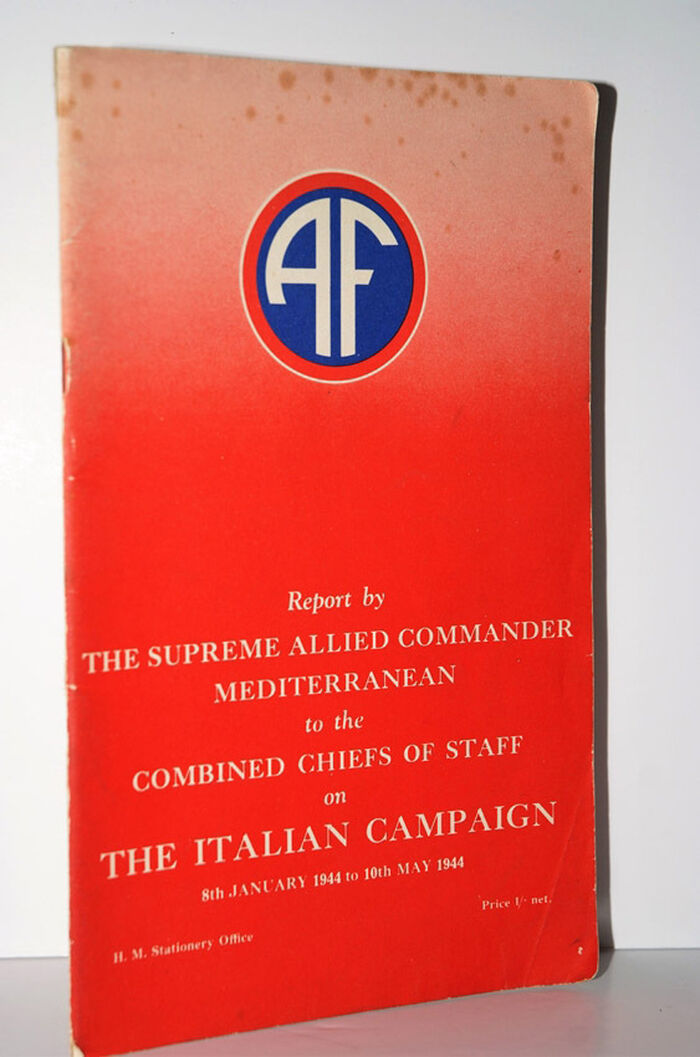 AF
Report by
THE SUPREME ALLIED COMMANDER
MEDITERRANEAN
to the
COMBINED CHIEFS OF STAFF
on
THE ITALIAN CAMPAIGN
8th JANUARY 1944 to 10th MAY 1944
Price 1/- net.
H. M. Stationery Office